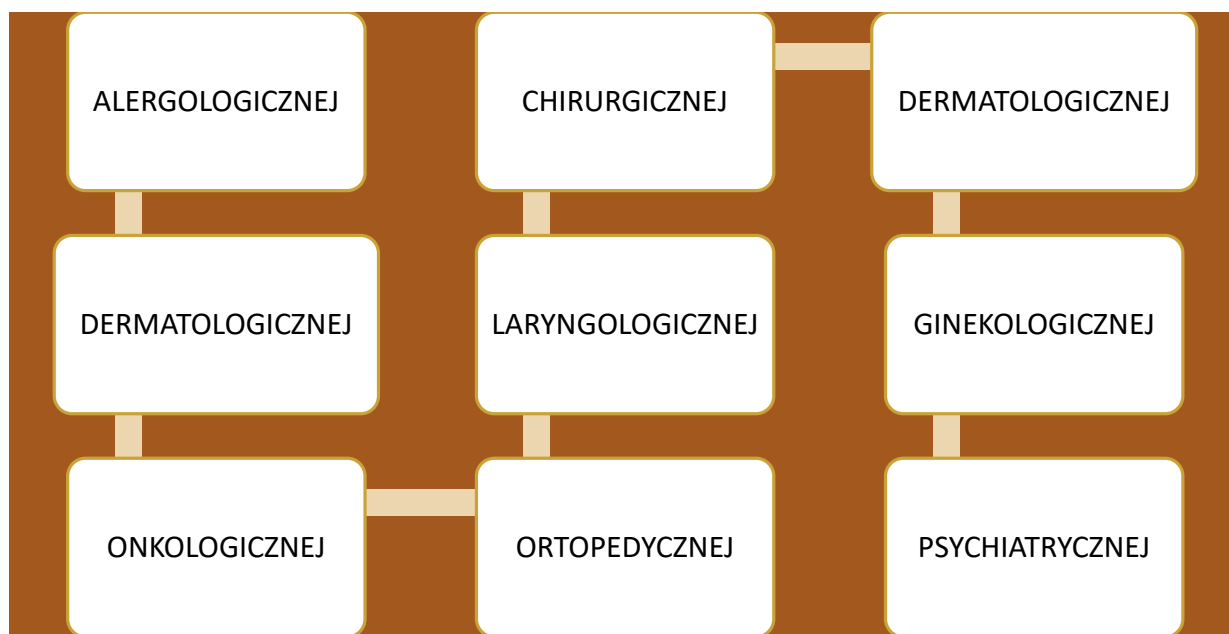 ALERGOLOGICZNEJ
DERMATOLOGICZNEJ
ONKOLOGICZNEJ
ORTOPEDYCZNEJ
LARYNGOLOGICZNEJ
CHIRURGICZNEJ
DERMATOLOGICZNEJ
GINEKOLOGICZNEJ
PSYCHIATRYCZNEJ